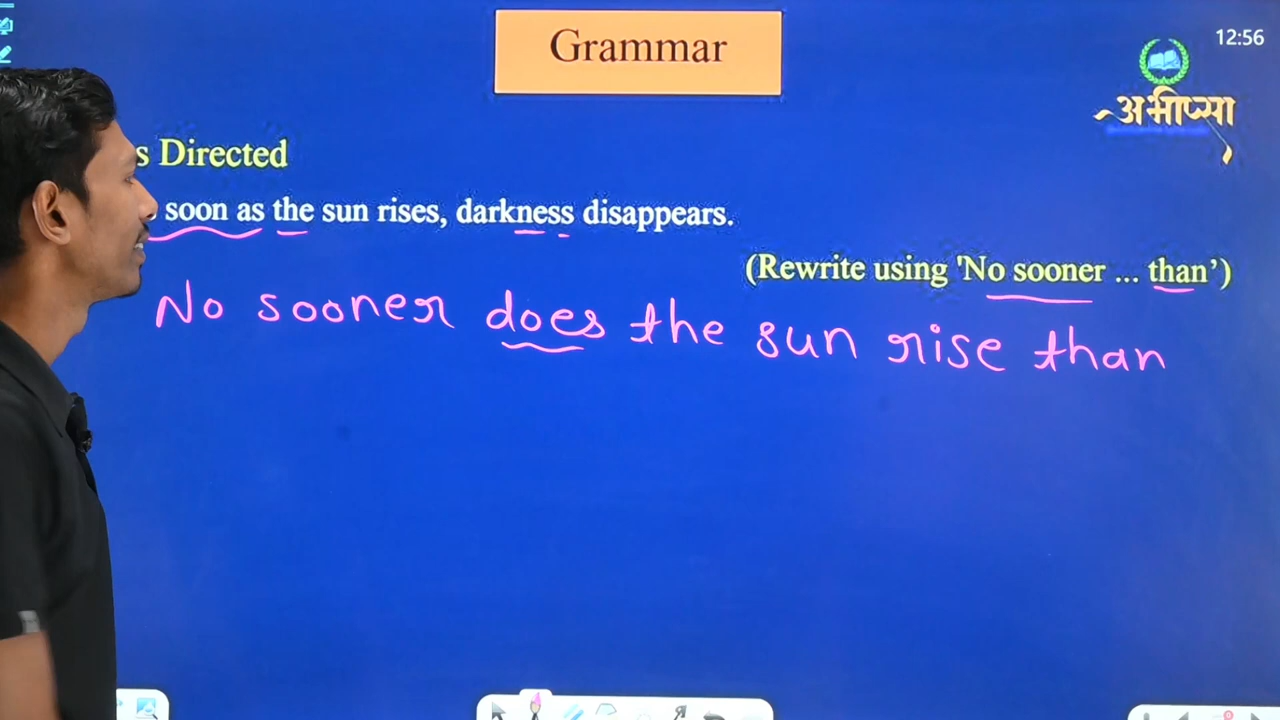 Grammar
12:56
अभीप्सा
s Directed
soon as the sun rises, darkness disappears.
(Rewrite using 'No sooner ... than’)
No sooner does the sun rise than